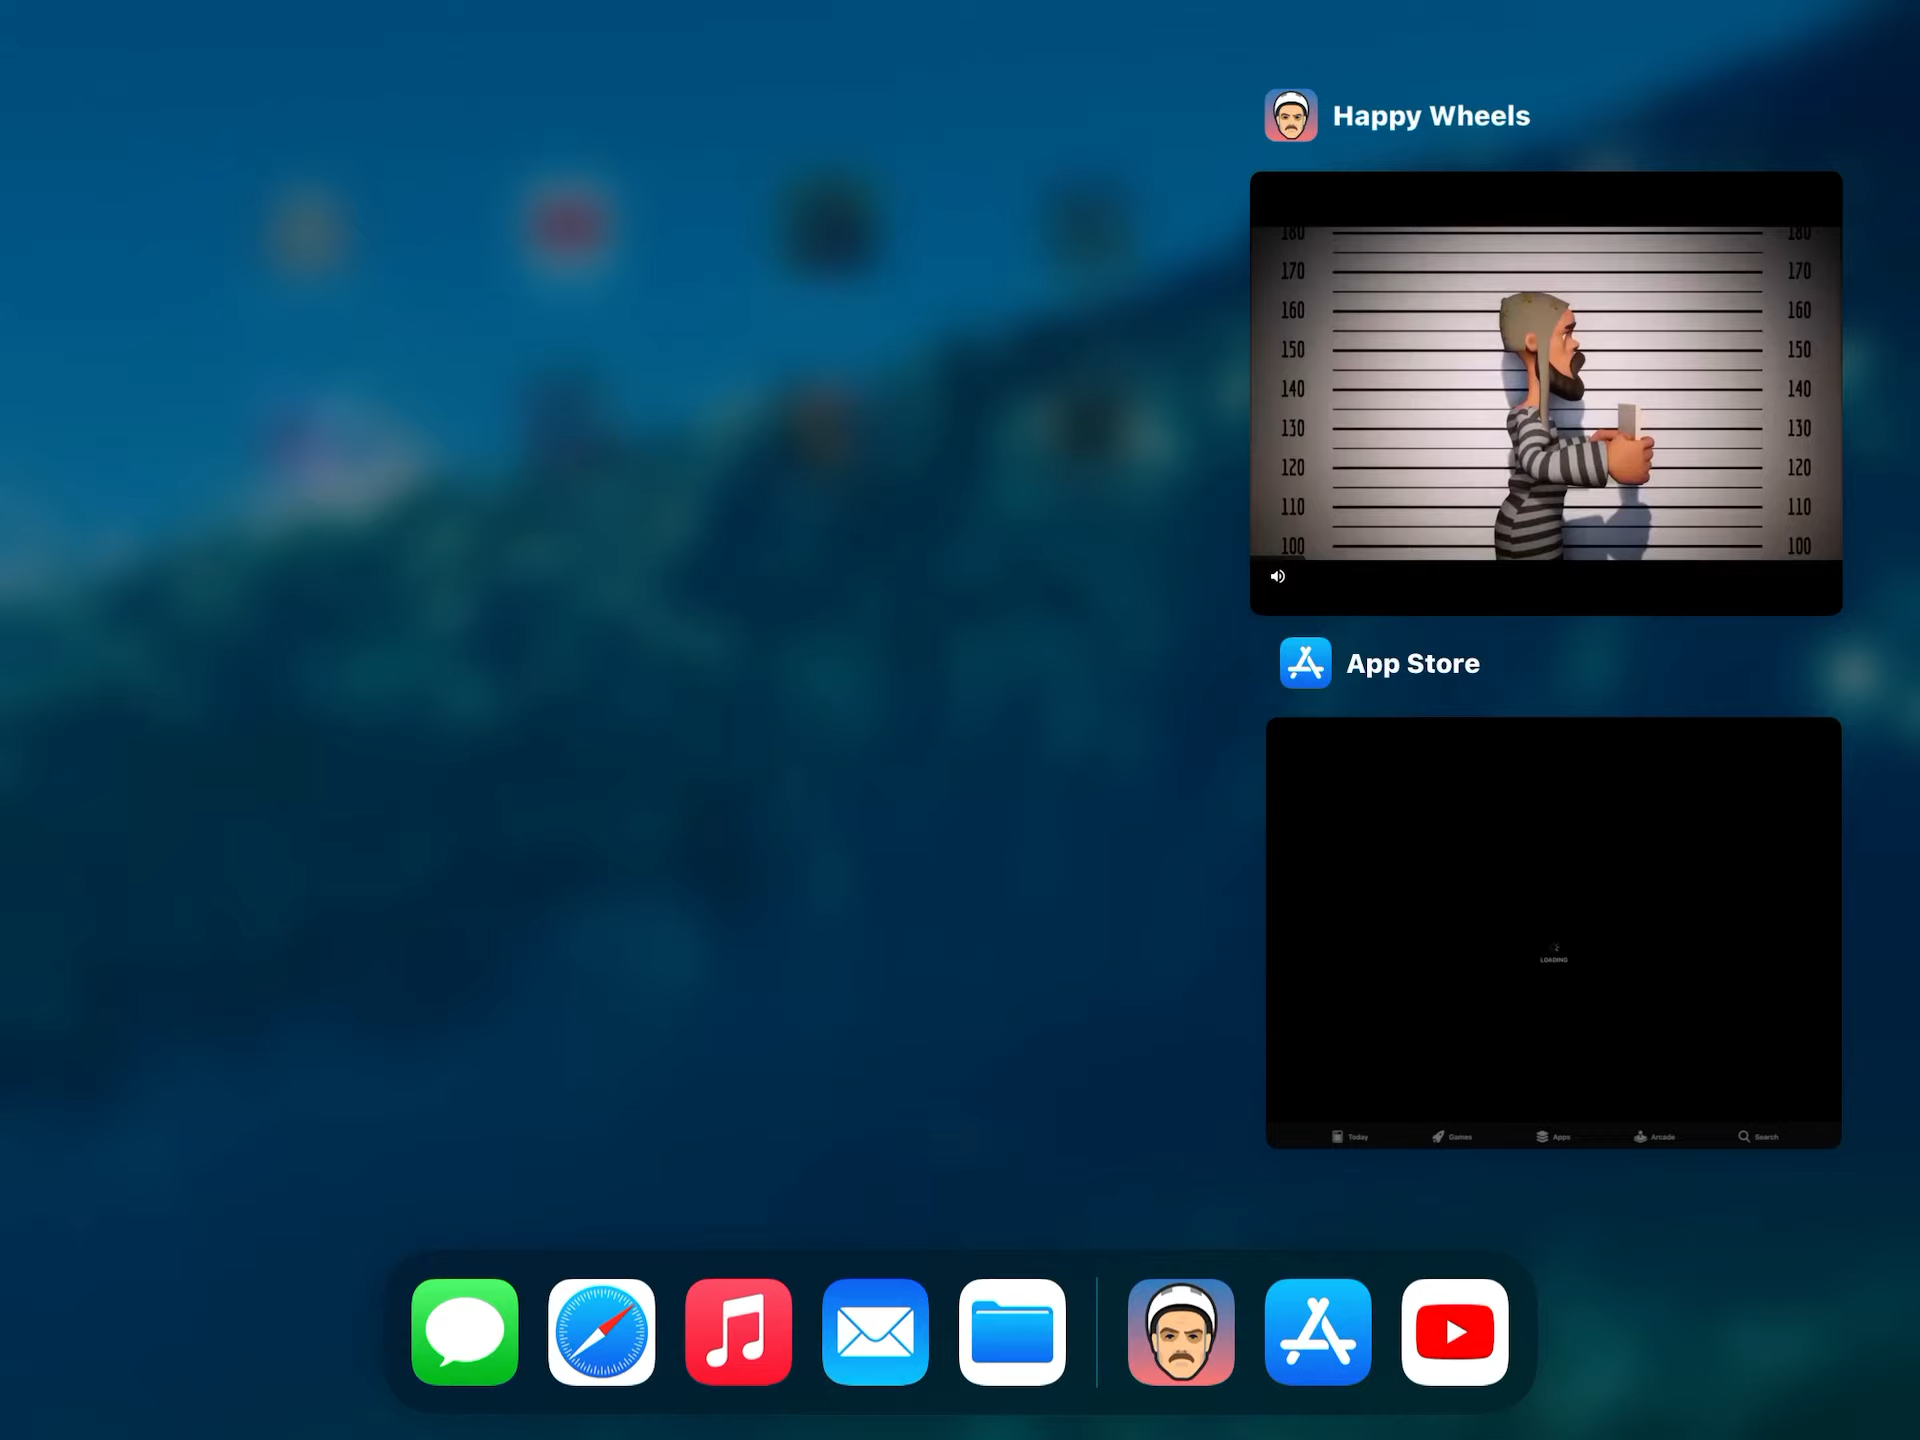 Happy Wheels
180 180
170 170
160 160
150 150
140 140
130 130
120 120
110 110
100 100
App Store
LOADING
Today Games Apps Arcade Search